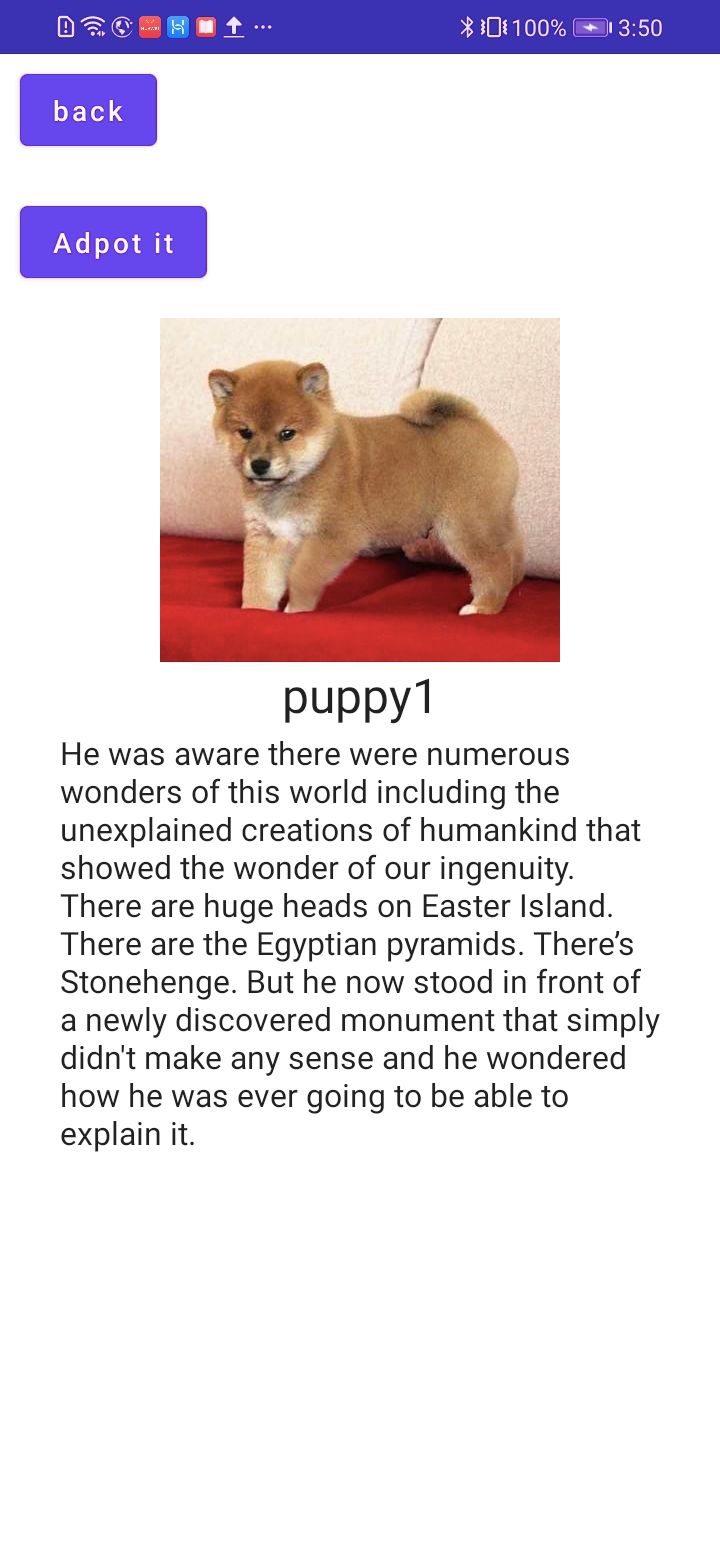 100% 3:50
back
Adpot it
puppy1
He was aware there were numerous
wonders of this world including the
unexplained creations of humankind that
showed the wonder of our ingenuity.
There are huge heads on Easter Island.
There are the Egyptian pyramids. There’s
Stonehenge. But he now stood in front of
a newly discovered monument that simply
didn't make any sense and he wondered
how he was ever going to be able to
explain it.